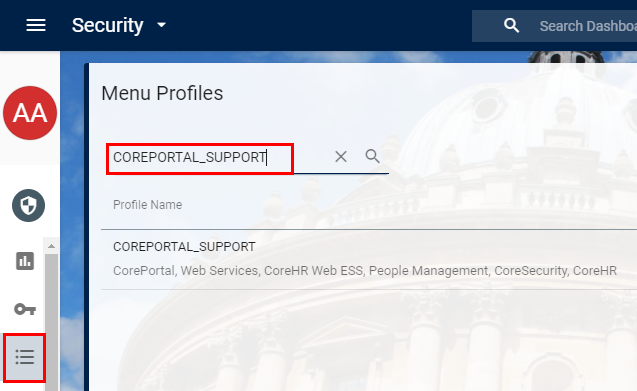 Security
Search Dashboa
AA
Menu Profiles
COREPORTAL_SUPPORT
Profile Name
COREPORTAL_SUPPORT
CorePortal, Web Services, CoreHR Web ESS, People Management, CoreSecurity, CoreHR